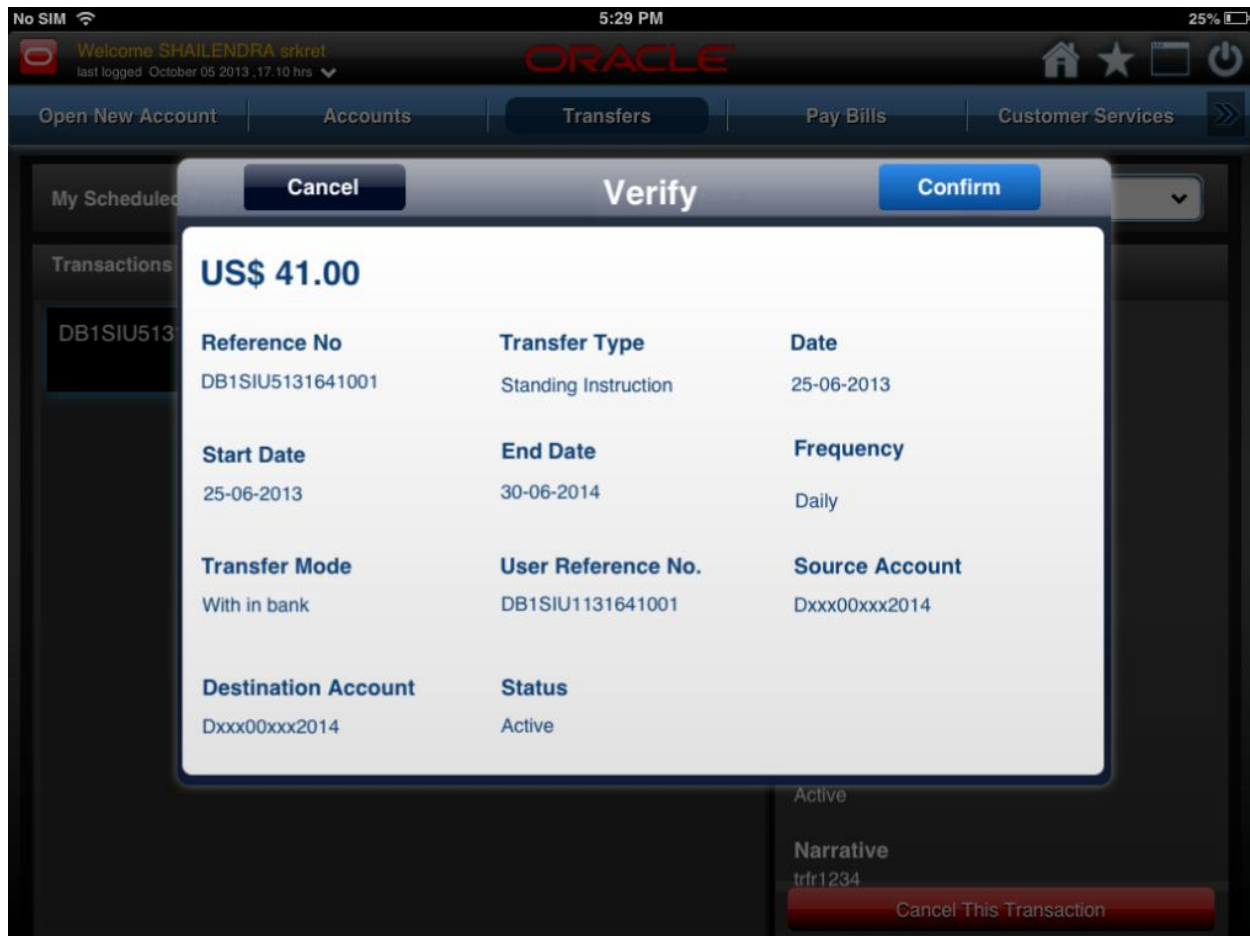 No SIM 5:29 PM 25%
Welcome SHAILENDRA srkret
last logged October 05 2013 ,17.10 hrs
ORACLE
Open New Account Accounts Transfers Pay Bills Customer Services
My Scheduled
Cancel Verify Confirm
Transactions
US$ 41.00
DB1SIU513
Reference No Transfer Type Date
DB1SIU5131641001 Standing Instruction 25-06-2013
Start Date End Date Frequency
25-06-2013 30-06-2014 Daily
Transfer Mode User Reference No. Source Account
With in bank DB1SIU1131641001 Dxxx00xxx2014
Destination Account Status
Dxxx00xxx2014 Active
Active
Narrative
trfr1234
Cancel This Transaction